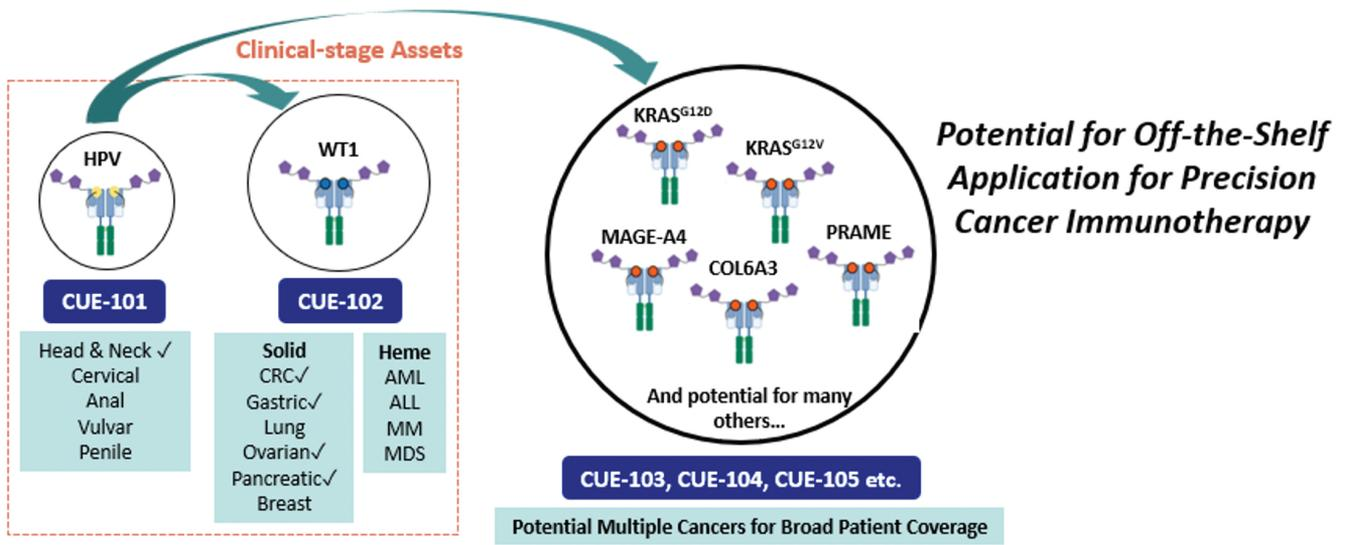 Clinical-stage Assets
HPV
CUE-101
Head & Neck ✓
Cervical
Anal
Vulvar
Penile
WT1
CUE-102
Solid
CRC✓
Gastric✓
Lung
Ovarian✓
Pancreatic✓
Breast
Heme
AML
ALL
MM
MDS
KRASG12D
KRASG12V
MAGE-A4
COL6A3
PRAME
And potential for many
others...
CUE-103, CUE-104, CUE-105 etc.
Potential Multiple Cancers for Broad Patient Coverage
Potential for Off-the-Shelf
Application for Precision
Cancer Immunotherapy